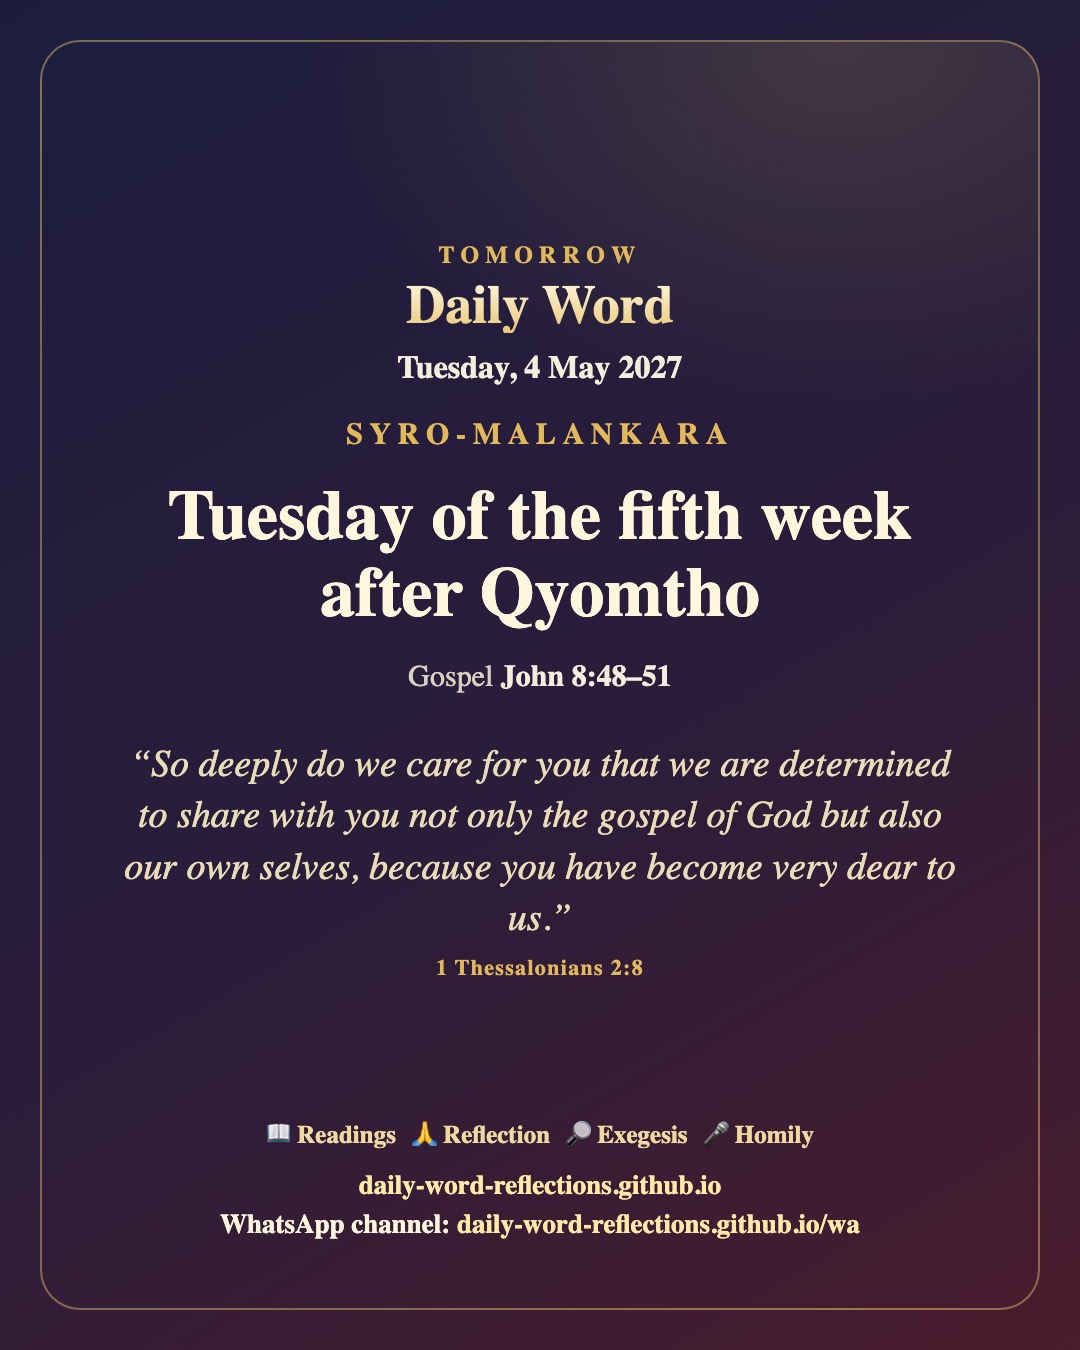 TOMORROW
Daily Word
Tuesday, 4 May 2027
SYRO-MALANKARA
Tuesday of the fifth week
after Qyomtho
Gospel John 8:48–51
“So deeply do we care for you that we are determined
to share with you not only the gospel of God but also
our own selves, because you have become very dear to
us.”
1 Thessalonians 2:8
📖 Readings 🙏 Reflection 🔎 Exegesis 🎤 Homily
daily-word-reflections.github.io
WhatsApp channel: daily-word-reflections.github.io/wa